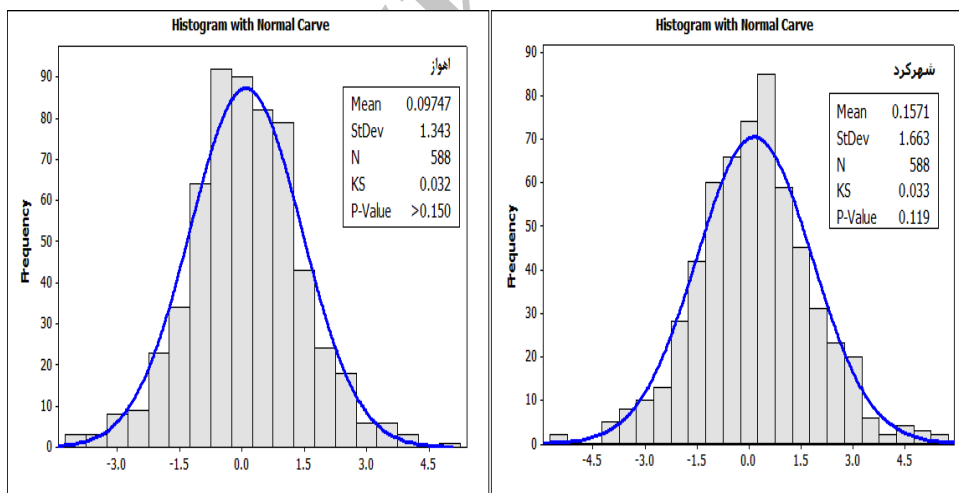 Histogram with Normal Carve
اهواز
Mean 0.09747
StDev 1.343
N 588
KS 0.032
P-Value >0.150
Frequency
90
80
70
60
50
40
30
20
10
0
-3.0 -1.5 0.0 1.5 3.0 4.5
Histogram with Normal Carve
شهرکرد
Mean 0.1571
StDev 1.663
N 588
KS 0.033
P-Value 0.119
Frequency
90
80
70
60
50
40
30
20
10
0
-4.5 -3.0 -1.5 0.0 1.5 3.0 4.5